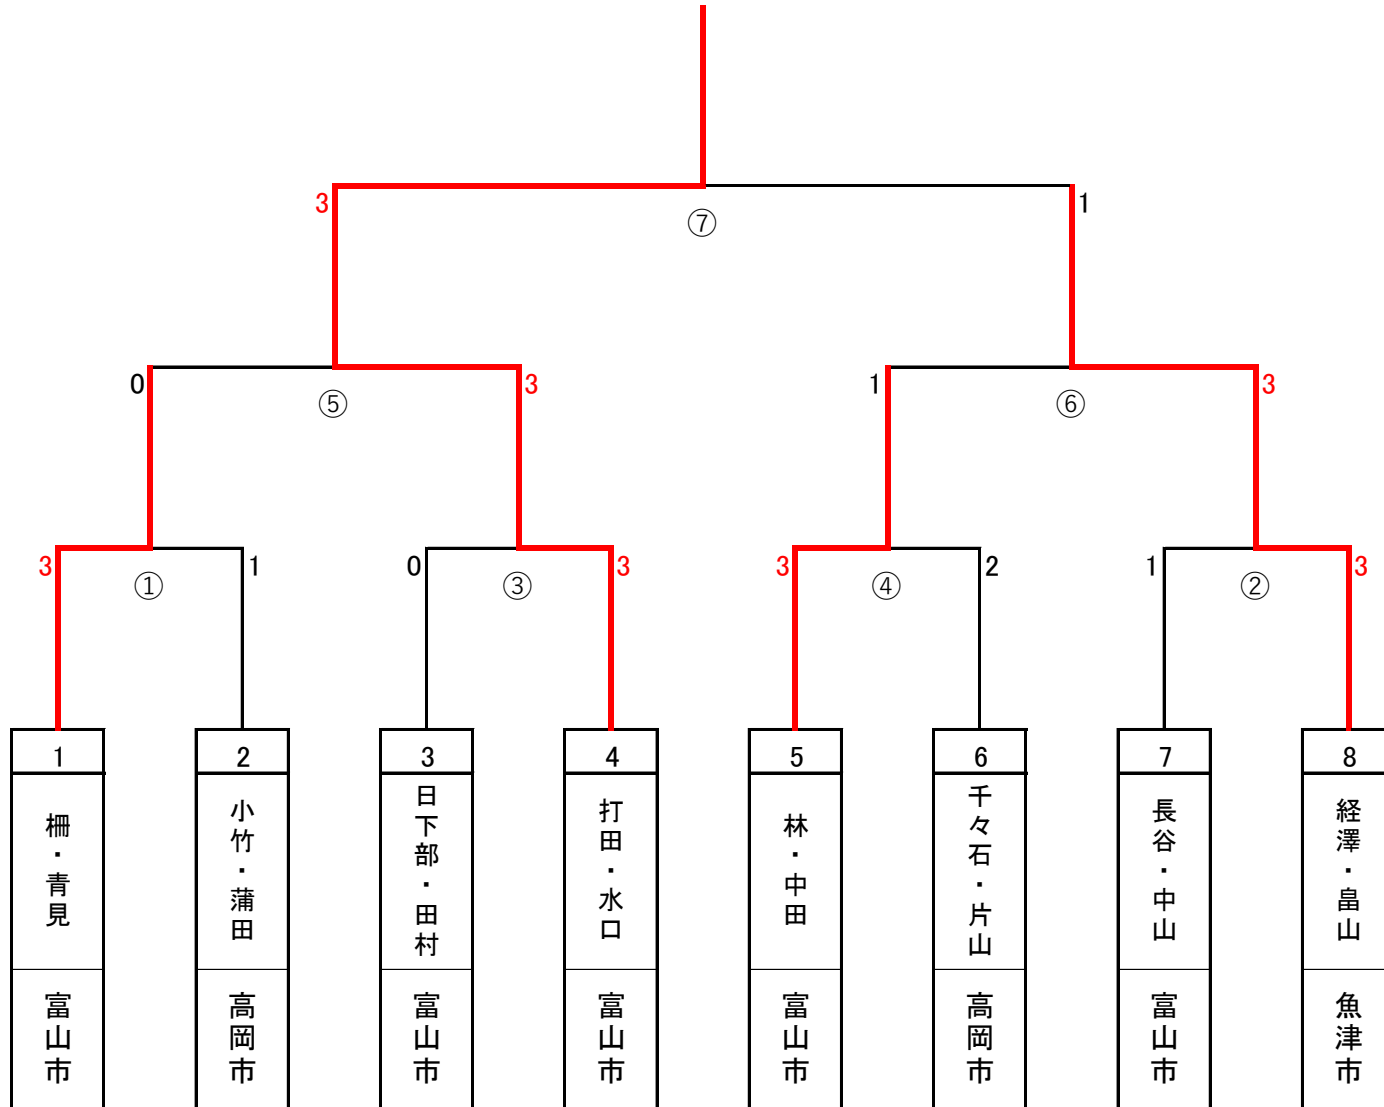 3
⑦
1
0
⑤
3
1
⑥
3
3
①
1
0
③
3
3
④
2
1
②
3
1
2
3
4
5
6
7
8
柵・青見
小竹・蒲田
日下部・田村
打田・水口
林・中田
千々石・片山
長谷・中山
経澤・畠山
富山市
高岡市
富山市
富山市
富山市
高岡市
富山市
魚津市